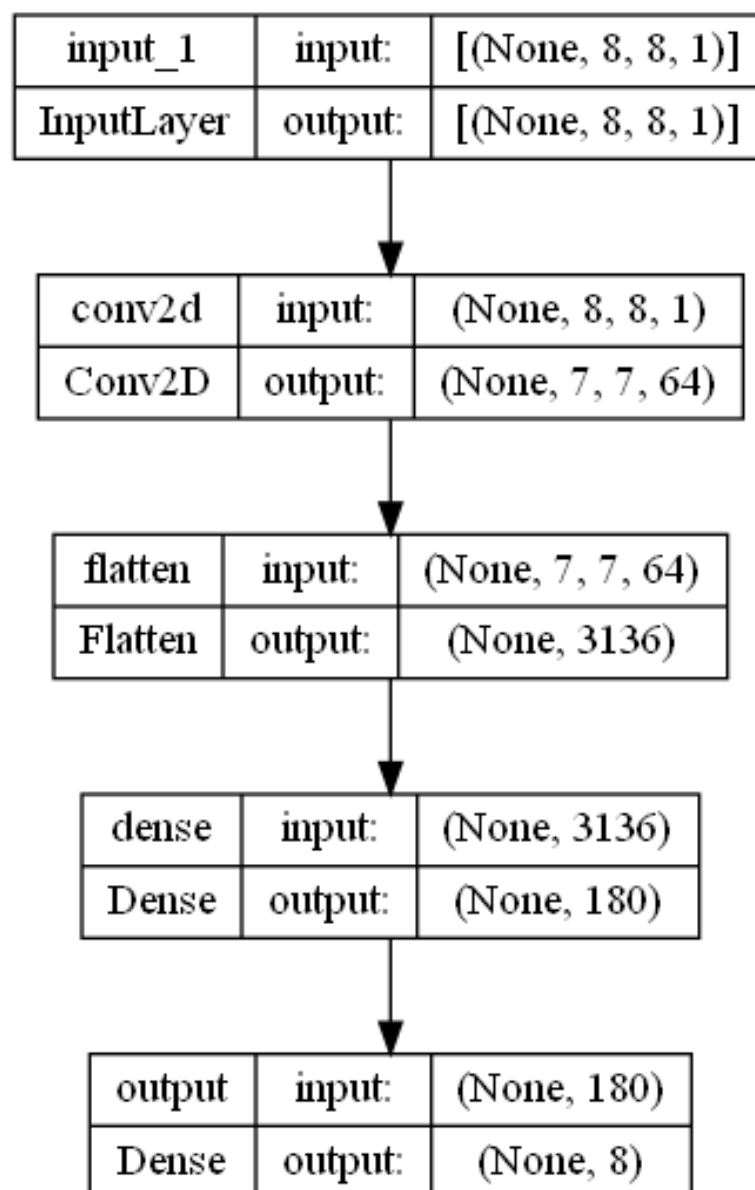 input_1 input: [(None, 8, 8, 1)]
InputLayer output: [(None, 8, 8, 1)]
conv2d input: (None, 8, 8, 1)
Conv2D output: (None, 7, 7, 64)
flatten input: (None, 7, 7, 64)
Flatten output: (None, 3136)
dense input: (None, 3136)
Dense output: (None, 180)
output input: (None, 180)
Dense output: (None, 8)